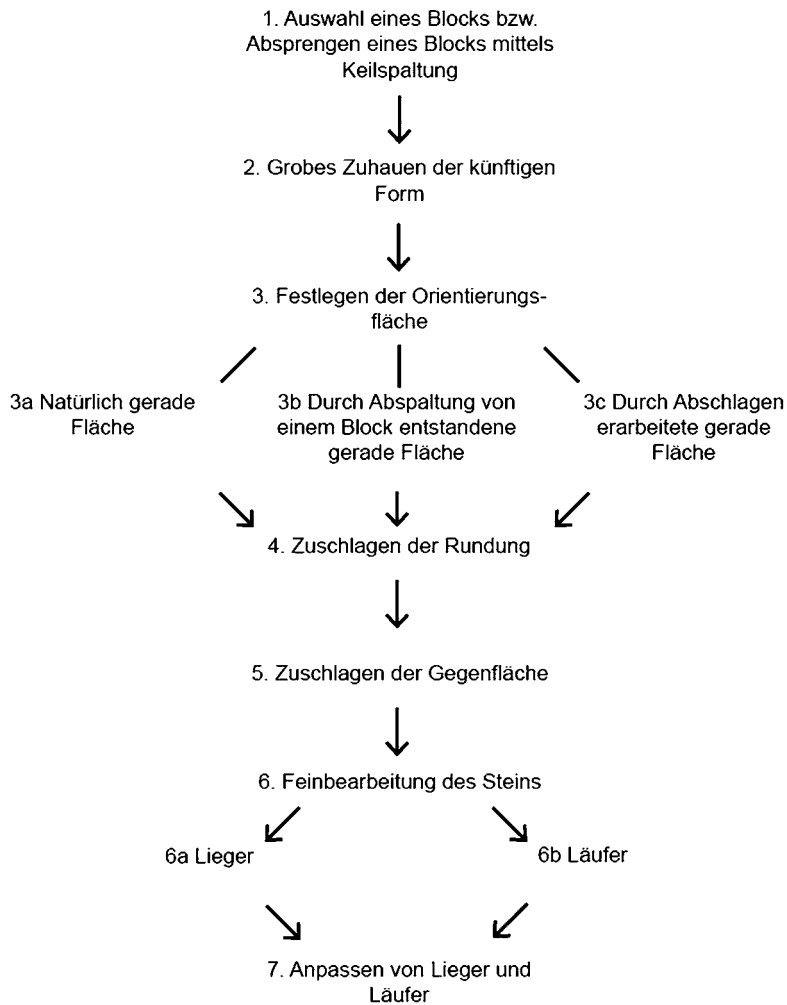 1. Auswahl eines Blocks bzw.
Absprengen eines Blocks mittels
Keilspaltung
2. Grobes Zuhauen der künftigen
Form
3. Festlegen der Orientierungs-
fläche
3a Natürlich gerade
Fläche
3b Durch Abspaltung von
einem Block entstandene
gerade Fläche
3c Durch Abschlagen
erarbeitete gerade
Fläche
4. Zuschlagen der Rundung
5. Zuschlagen der Gegenfläche
6. Feinbearbeitung des Steins
6a Lieger
6b Läufer
7. Anpassen von Lieger und
Läufer